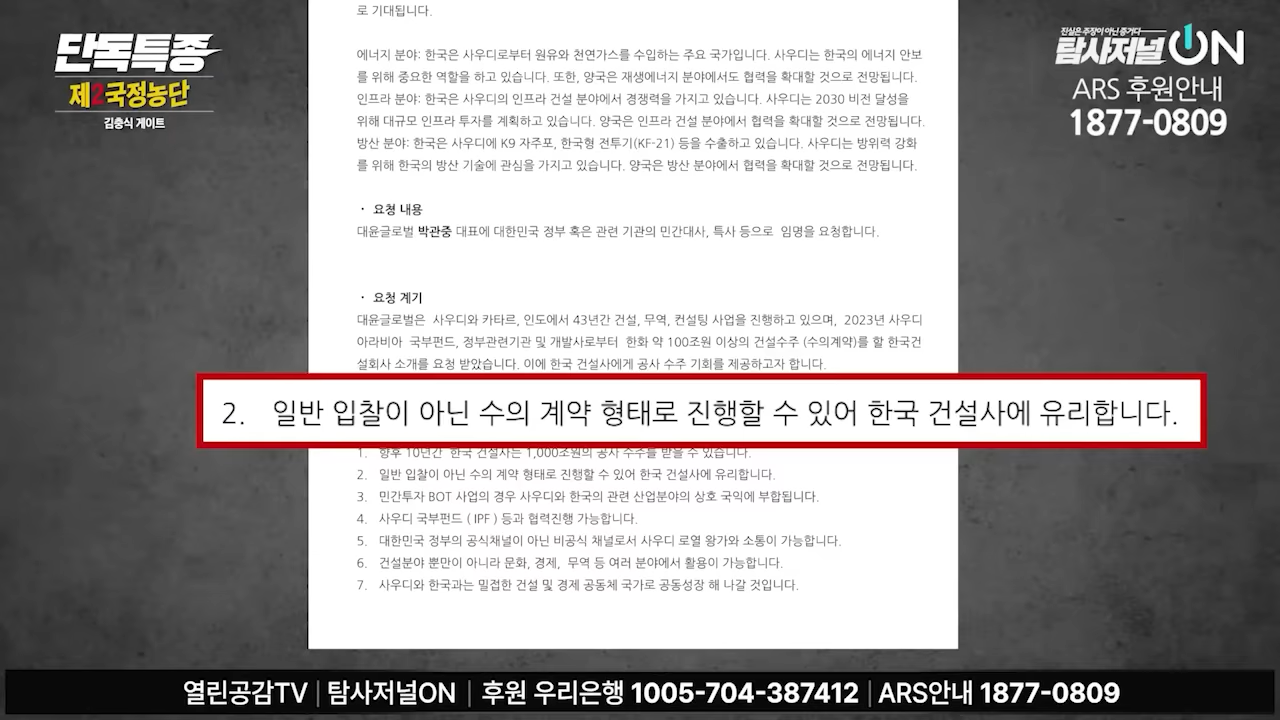 단독특종
제2국정농단
김충식 게이트
진실은 주장이 아닌 증거다
탐사저널ON
ARS 후원안내
1877-0809
로 기대됩니다.
에너지 분야: 한국은 사우디로부터 원유와 천연가스를 수입하는 주요 국가입니다. 사우디는 한국의 에너지 안보
를 위해 중요한 역할을 하고 있습니다. 또한, 양국은 재생에너지 분야에서도 협력을 확대할 것으로 전망됩니다.
인프라 분야: 한국은 사우디의 인프라 건설 분야에서 경쟁력을 가지고 있습니다. 사우디는 2030 비전 달성을
위해 대규모 인프라 투자를 계획하고 있습니다. 양국은 인프라 건설 분야에서 협력을 확대할 것으로 전망됩니다.
방산 분야: 한국은 사우디에 K9 자주포, 한국형 전투기(KF-21) 등을 수출하고 있습니다. 사우디는 방위력 강화
를 위해 한국의 방산 기술에 관심을 가지고 있습니다. 양국은 방산 분야에서 협력을 확대할 것으로 전망됩니다.
· 요청 내용
대윤글로벌 박관중 대표에 대한민국 정부 혹은 관련 기관의 민간대사, 특사 등으로 임명을 요청합니다.
· 요청 계기
대윤글로벌은 사우디와 카타르, 인도에서 43년간 건설, 무역, 컨설팅 사업을 진행하고 있으며, 2023년 사우디
아라비아 국부펀드, 정부관련기관 및 개발사로부터 한화 약 100조원 이상의 건설수주 (수의계약)를 할 한국건
설회사 소개를 요청 받았습니다. 이에 한국 건설사에게 공사 수주 기회를 제공하고자 합니다.
2. 일반 입찰이 아닌 수의 계약 형태로 진행할 수 있어 한국 건설사에 유리합니다.
1. 향후 10년간 한국 건설사는 1,000조원의 공사 수주를 받을 수 있습니다.
2. 일반 입찰이 아닌 수의 계약 형태로 진행할 수 있어 한국 건설사에 유리합니다.
3. 민간투자 BOT 사업의 경우 사우디와 한국의 관련 산업분야의 상호 국익에 부합됩니다.
4. 사우디 국부펀드 ( IPF ) 등과 협력진행 가능합니다.
5. 대한민국 정부의 공식채널이 아닌 비공식 채널로서 사우디 로열 왕가와 소통이 가능합니다.
6. 건설분야 뿐만이 아니라 문화, 경제, 무역 등 여러 분야에서 활용이 가능합니다.
7. 사우디와 한국과는 밀접한 건설 및 경제 공동체 국가로 공동성장 해 나갈 것입니다.
열린공감TV | 탐사저널ON | 후원 우리은행 1005-704-387412 | ARS안내 1877-0809